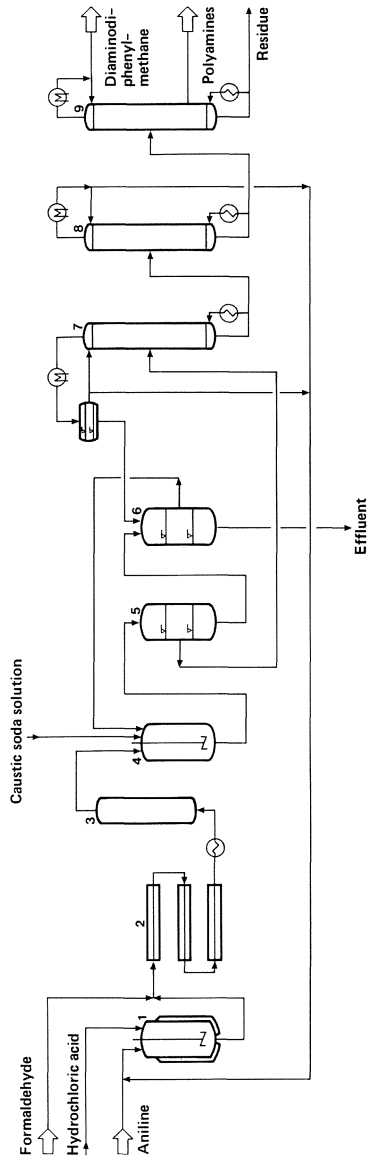 Formaldehyde
Hydrochloric acid
Aniline
1
2
3
Caustic soda solution
4
5
6
Effluent
7
8
9
M
M
M
Diaminodi-
phenyl-
methane
Polyamines
Residue